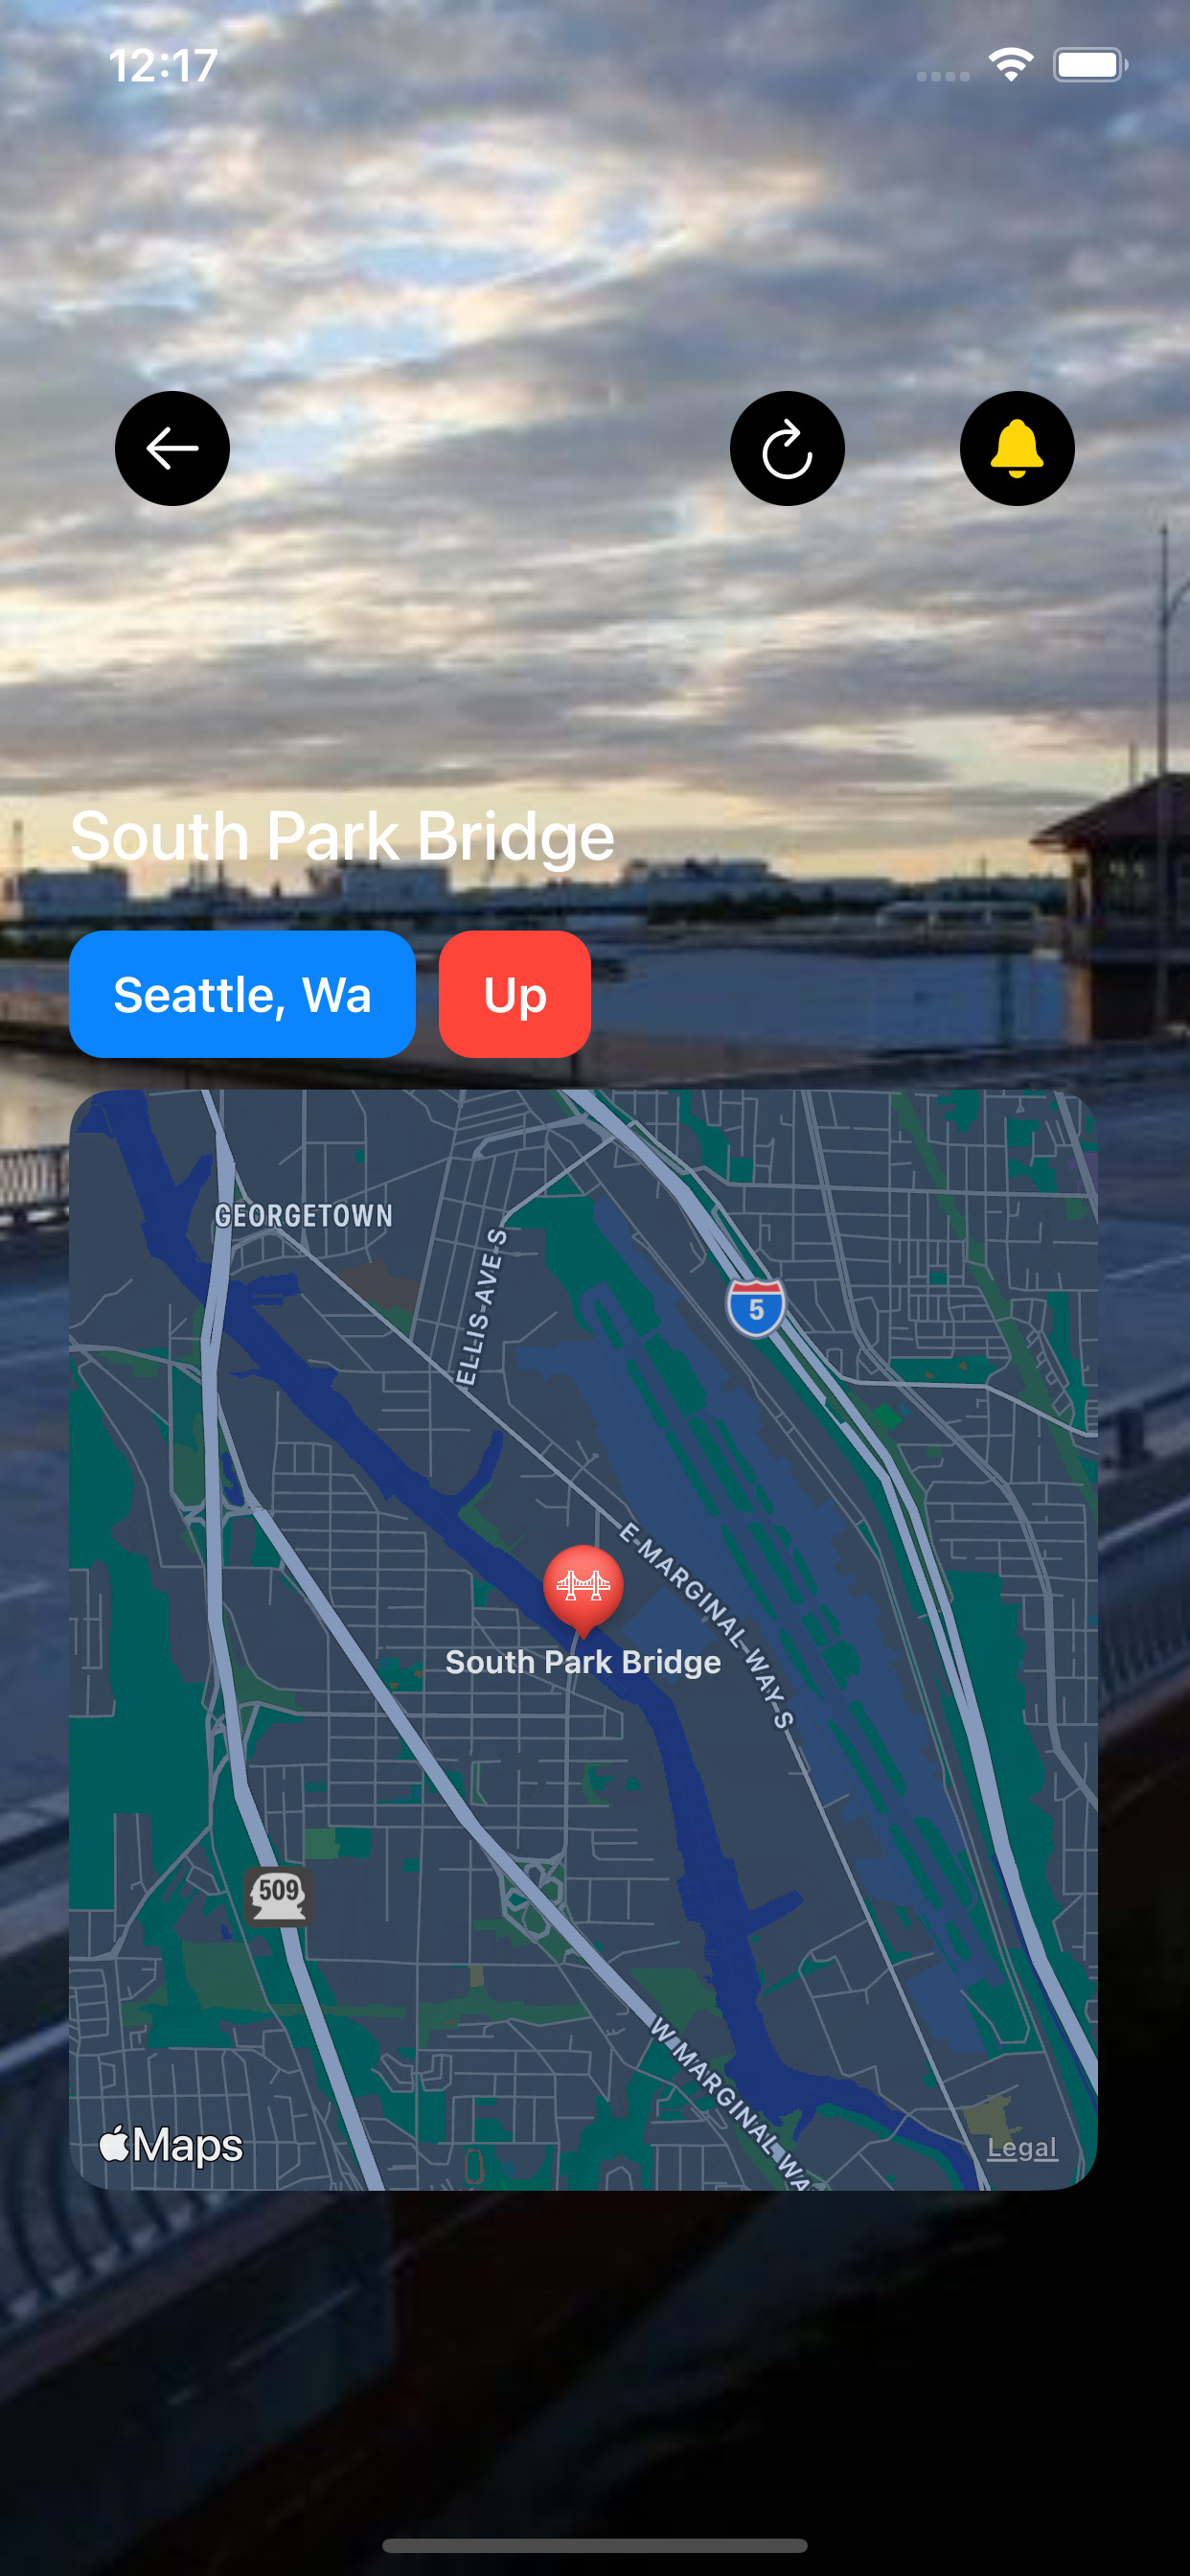 12:17
South Park Bridge
Seattle, Wa
Up
GEORGETOWN
ELLIS AVE S
5
E MARGINAL WAY S
South Park Bridge
509
W MARGINAL WA
Maps
Legal